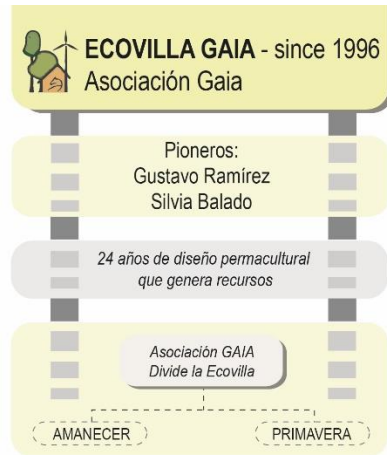 ECOVILLA GAIA - since 1996
Asociación Gaia
Pioneros:
Gustavo Ramírez
Silvia Balado
24 años de diseño permacultural
que genera recursos
Asociación GAIA
Divide la Ecovilla
AMANECER
PRIMAVERA